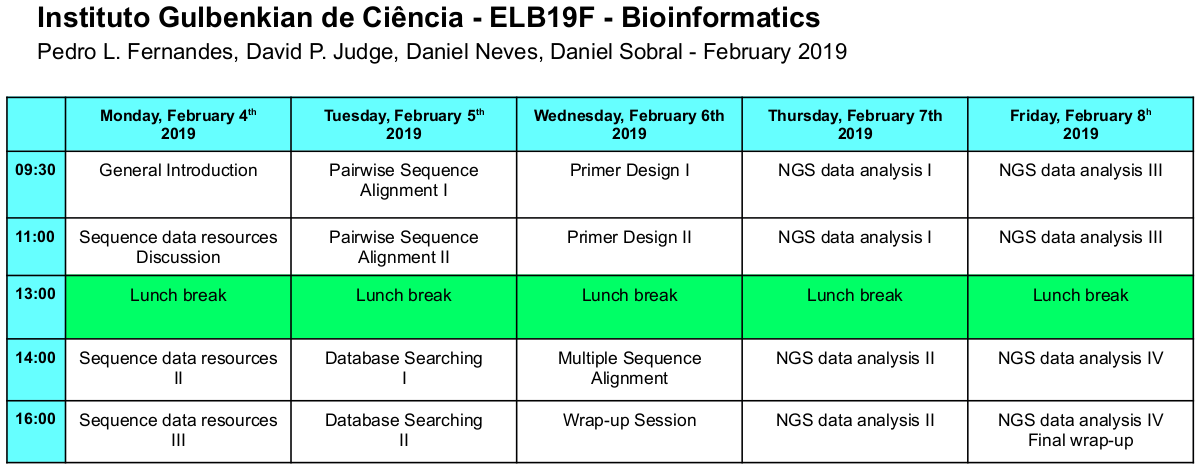 Instituto Gulbenkian de Ciência - ELB19F - Bioinformatics
Pedro L. Fernandes, David P. Judge, Daniel Neves, Daniel Sobral - February 2019
Monday, February 4th Tuesday, February 5th Wednesday, February 6th Thursday, February 7th Friday, February 8h
2019 2019 2019 2019 2019
09:30 General Introduction Pairwise Sequence Primer Design I NGS data analysis I NGS data analysis III
Alignment I
11:00 Sequence data resources Pairwise Sequence Primer Design II NGS data analysis I NGS data analysis III
Discussion Alignment II
13:00 Lunch break Lunch break Lunch break Lunch break Lunch break
14:00 Sequence data resources Database Searching Multiple Sequence NGS data analysis II NGS data analysis IV
II I Alignment
16:00 Sequence data resources Database Searching Wrap-up Session NGS data analysis II NGS data analysis IV
III II Final wrap-up